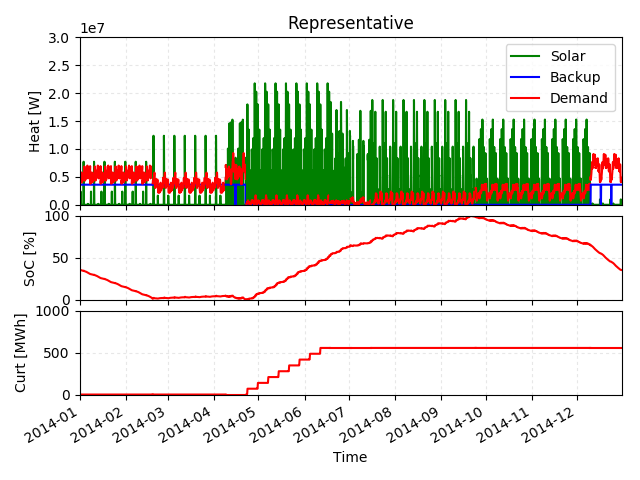 Representative
1e7
3.0
2.5
2.0
1.5
1.0
0.5
0.0
Heat [W]
Solar
Backup
Demand
100
50
0
SoC [%]
1000
500
0
Curt [MWh]
2014-01
2014-02
2014-03
2014-04
2014-05
2014-06
2014-07
2014-08
2014-09
2014-10
2014-11
2014-12
Time